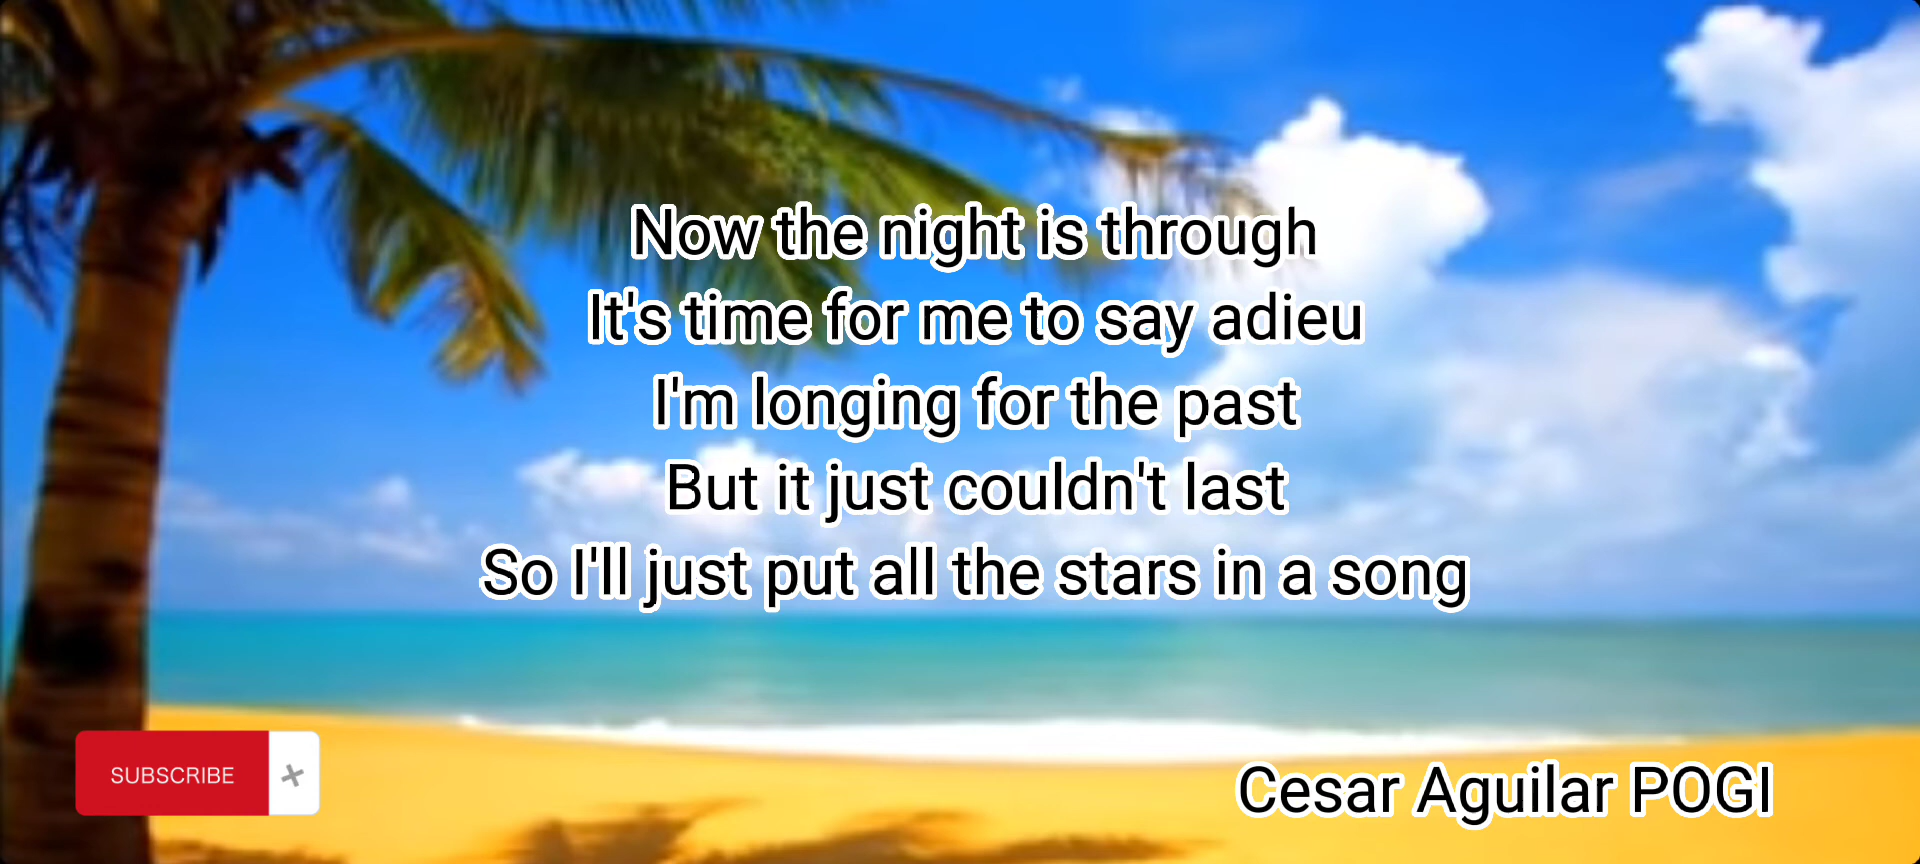 Now the night is through
It's time for me to say adieu
I'm longing for the past
But it just couldn't last
So I'll just put all the stars in a song
SUBSCRIBE
Cesar Aguilar POGI